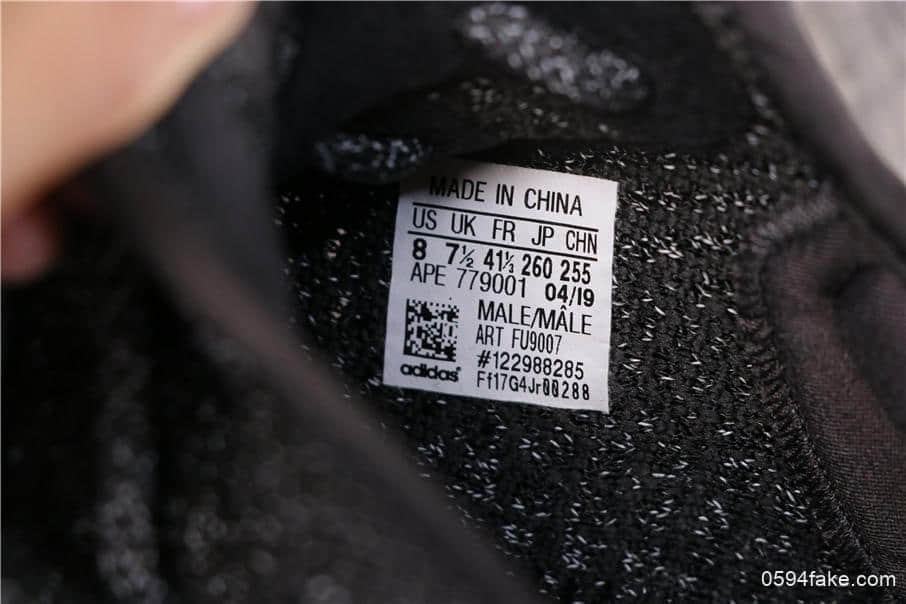 MADE IN CHINA
US UK FR JP CHN
8 7½ 41⅓ 260 255
APE 779001 04/19
MALE/MÂLE
ART FU9007
#122988285
adidas Ff17G4Jr00288
0594fake.com